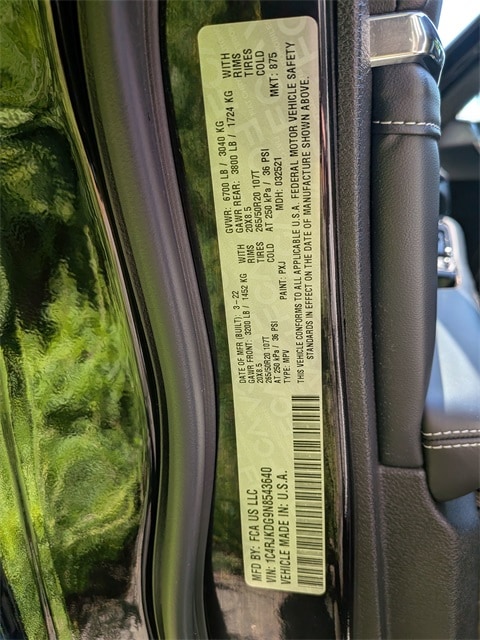 MFD BY: FCA US LLC
VIN: 1C4RJKDG9N8543640
VEHICLE MADE IN: U.S.A.
DATE OF MFR (BUILT): 3-22
GAWR FRONT: 3200 LB / 1452 KG WITH
20X8.5 RIMS
265/50R20 107T TIRES
AT 250 kPa / 36 PSI COLD
TYPE: MPV PAINT: PXJ
GVWR: 6700 LB / 3040 KG
GAWR REAR: 3800 LB / 1724 KG WITH
20X8.5 RIMS
265/50R20 107T TIRES
AT 250 kPa / 36 PSI COLD
MDH: 032521 MKT: 875
THIS VEHICLE CONFORMS TO ALL APPLICABLE U.S.A. FEDERAL MOTOR VEHICLE SAFETY
STANDARDS IN EFFECT ON THE DATE OF MANUFACTURE SHOWN ABOVE.